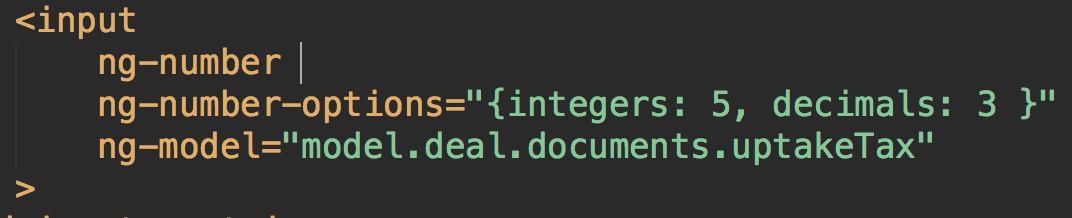 <input
ng-number
ng-number-options="{integers: 5, decimals: 3 }"
ng-model="model.deal.documents.uptakeTax"
>